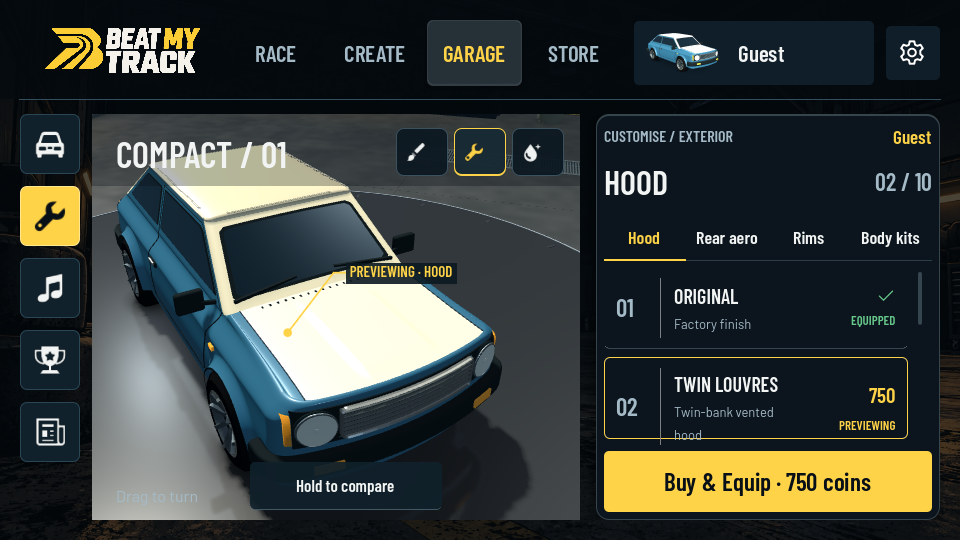 BEAT MY
TRACK
RACE
CREATE
GARAGE
STORE
Guest
COMPACT / 01
PREVIEWING · HOOD
Drag to turn
Hold to compare
CUSTOMISE / EXTERIOR
Guest
HOOD
02 / 10
Hood
Rear aero
Rims
Body kits
01
ORIGINAL
Factory finish
EQUIPPED
02
TWIN LOUVRES
Twin-bank vented
hood
750
PREVIEWING
Buy & Equip · 750 coins